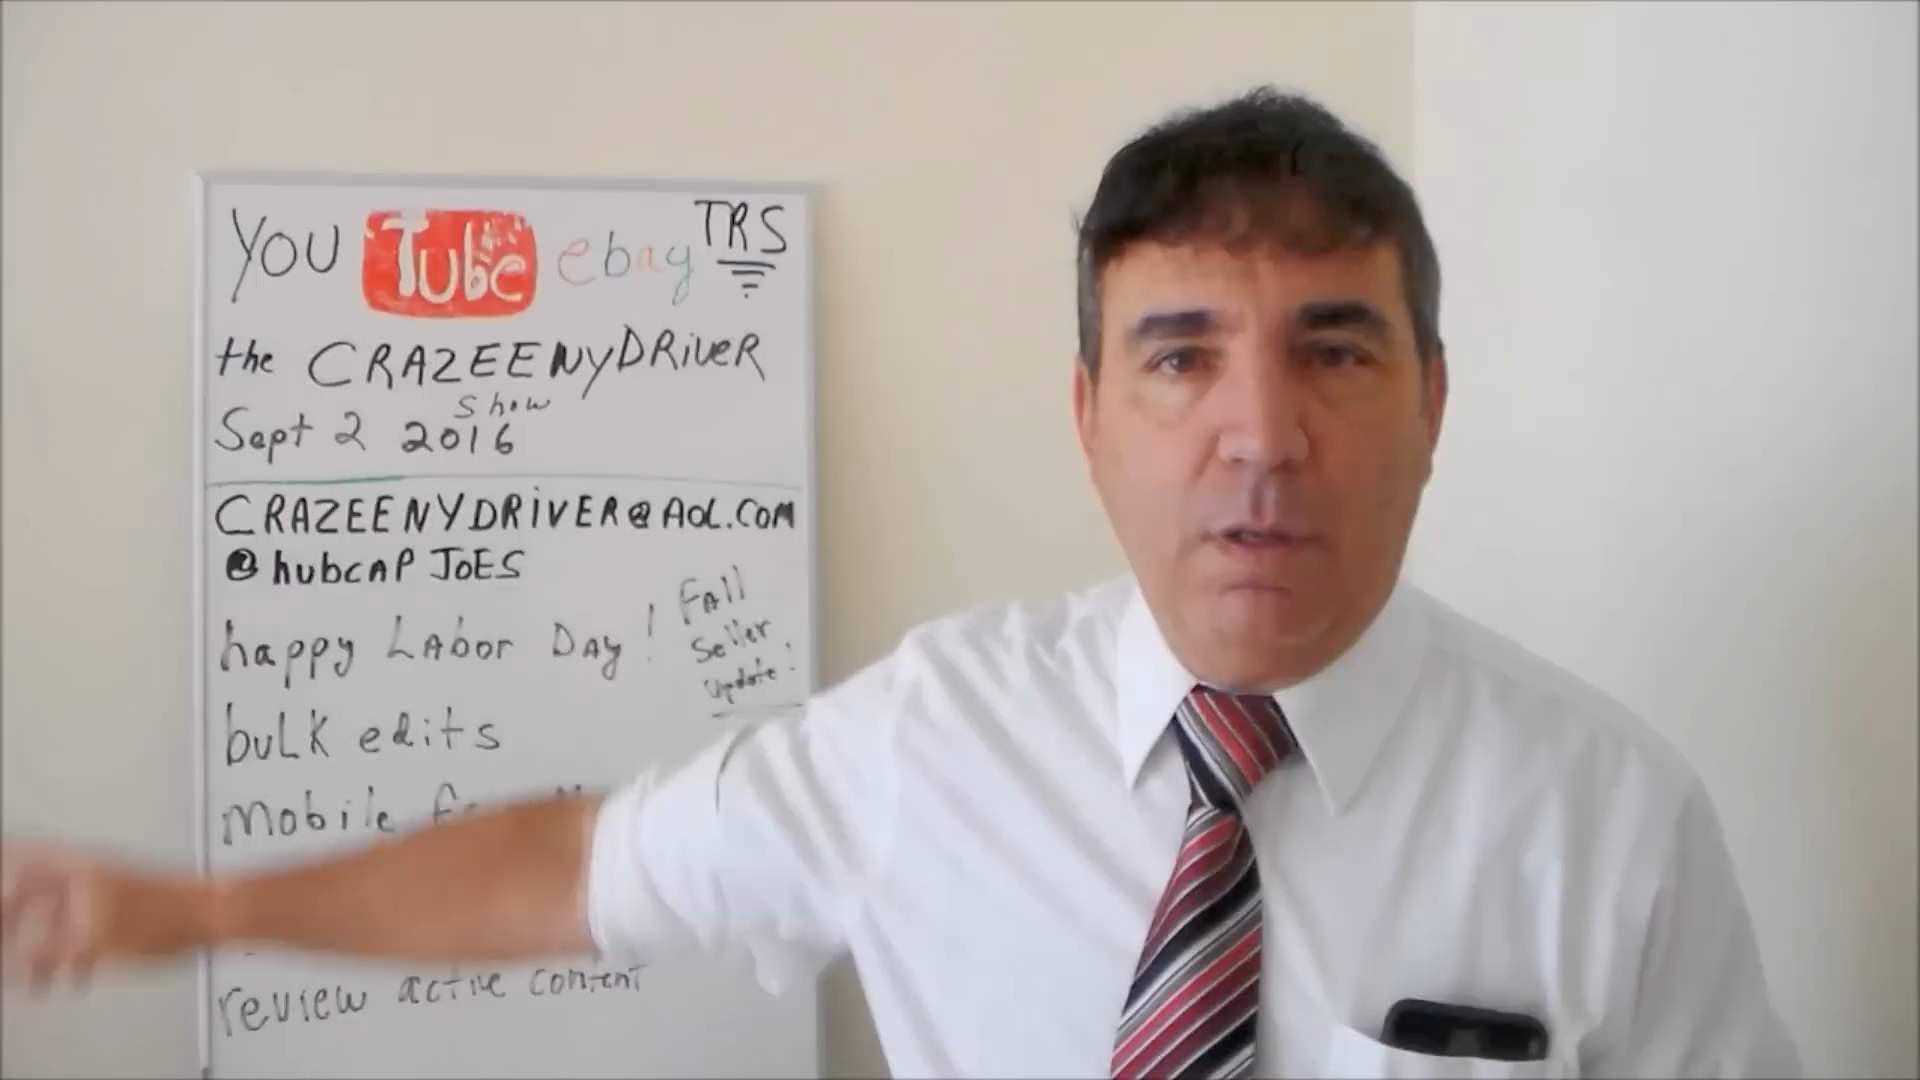 YOU Tube ebay TRS
the CRAZEENYDRiVER
Show
Sept 2 2016
CRAZEENYDRiVER@AOL.COM
@hubcAP JOES
happy LAbor DAy !
FAll
Seller
update!
buLK edits
mobile
review active content